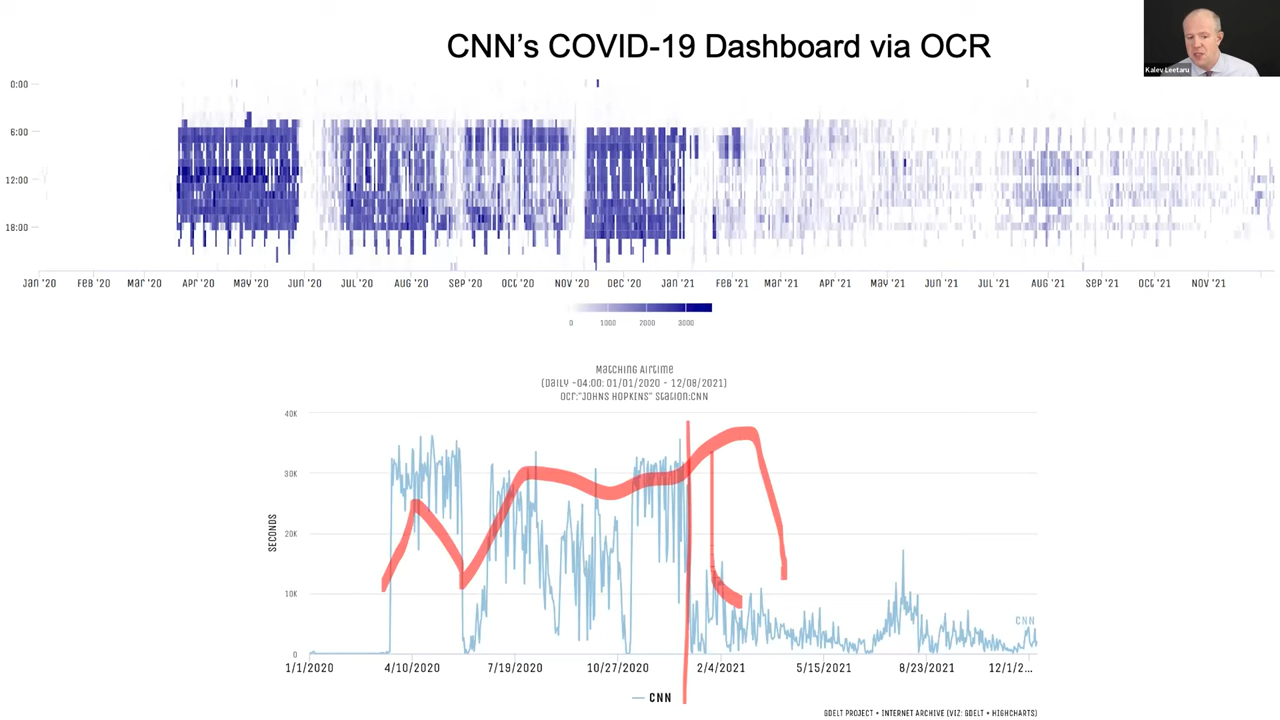 CNN's COVID-19 Dashboard via OCR
Kalev Leetaru
0:00
6:00
12:00
18:00
Jan '20 Feb '20 Mar '20 Apr '20 May '20 Jun '20 Jul '20 Aug '20 Sep '20 Oct '20 Nov '20 Dec '20 Jan '21 Feb '21 Mar '21 Apr '21 May '21 Jun '21 Jul '21 Aug '21 Sep '21 Oct '21 Nov '21
0 1000 2000 3000
Matching Airtime
(Daily -04:00: 01/01/2020 - 12/08/2021)
OCR:"JOHNS HOPKINS" Station:CNN
40K
30K
20K
10K
0
SECONDS
CNN
1/1/2020 4/10/2020 7/19/2020 10/27/2020 2/4/2021 5/15/2021 8/23/2021 12/1/2…
CNN
GDELT PROJECT + INTERNET ARCHIVE (VIZ: GDELT + HIGHCHARTS)